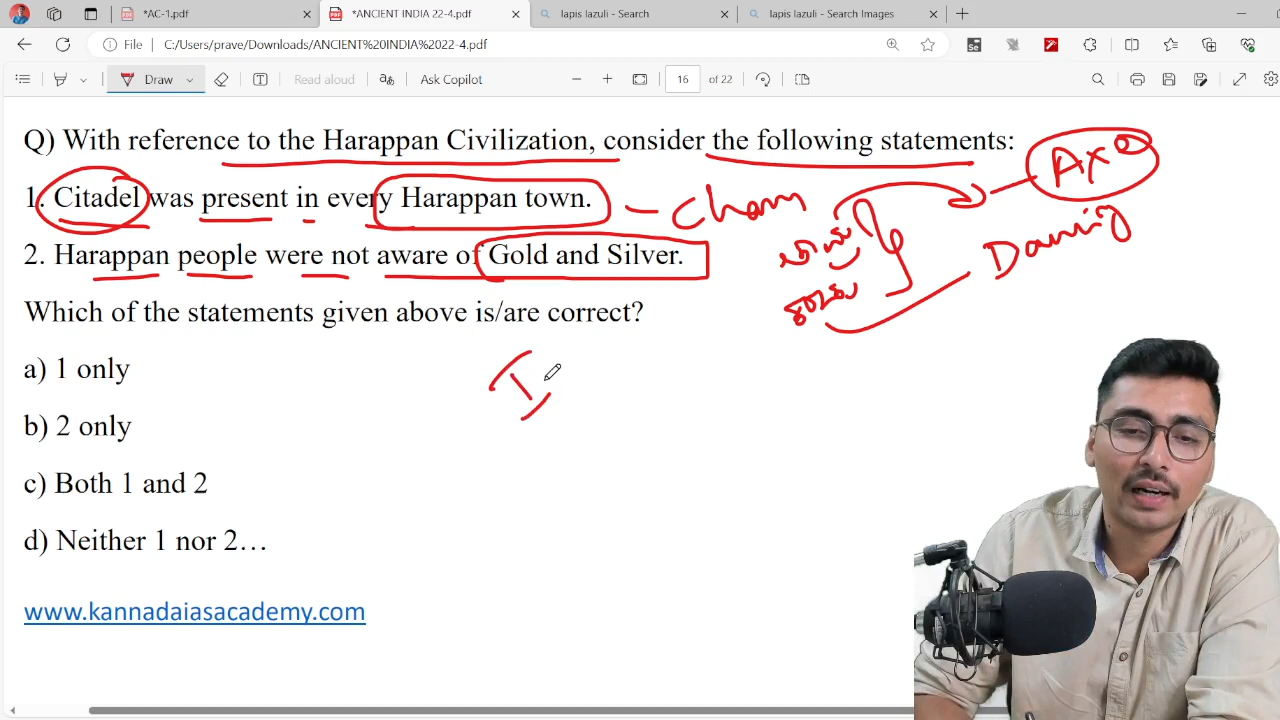 *AC-1.pdf
*ANCIENT INDIA 22-4.pdf
lapis lazuli - Search
lapis lazuli - Search Images
File
C:/Users/prave/Downloads/ANCIENT%20INDIA%2022-4.pdf
Draw
Read aloud
Ask Copilot
16
of 22
Q) With reference to the Harappan Civilization, consider the following statements:
1. Citadel was present in every Harappan town.
2. Harappan people were not aware of Gold and Silver.
Which of the statements given above is/are correct?
a) 1 only
b) 2 only
c) Both 1 and 2
d) Neither 1 nor 2…
www.kannadaiasacademy.com